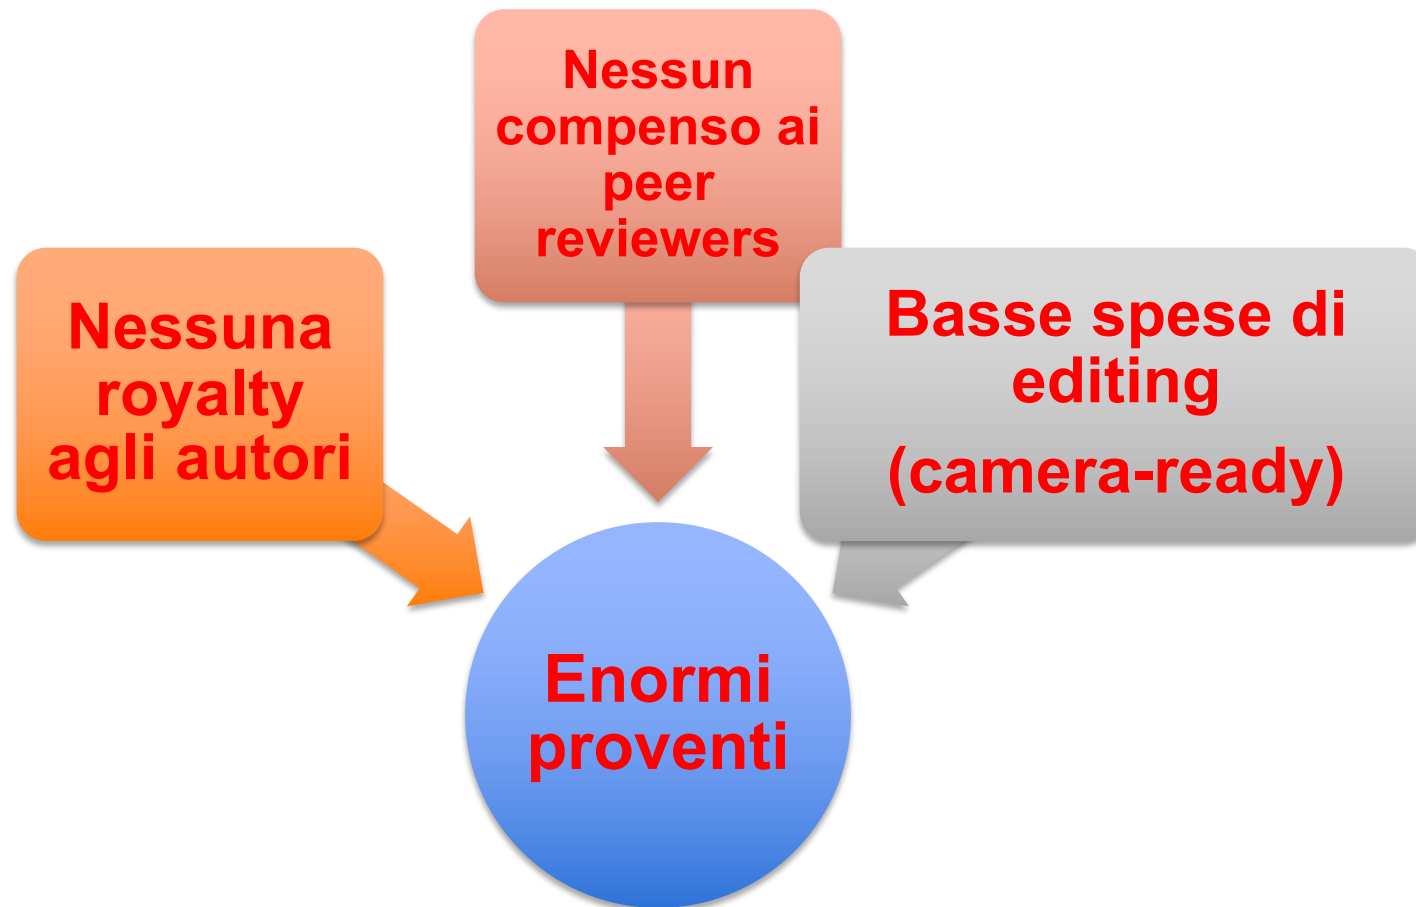 Nessun
compenso ai
peer
reviewers
Nessuna
royalty
agli autori
Basse spese di
editing
(camera-ready)
Enormi
proventi